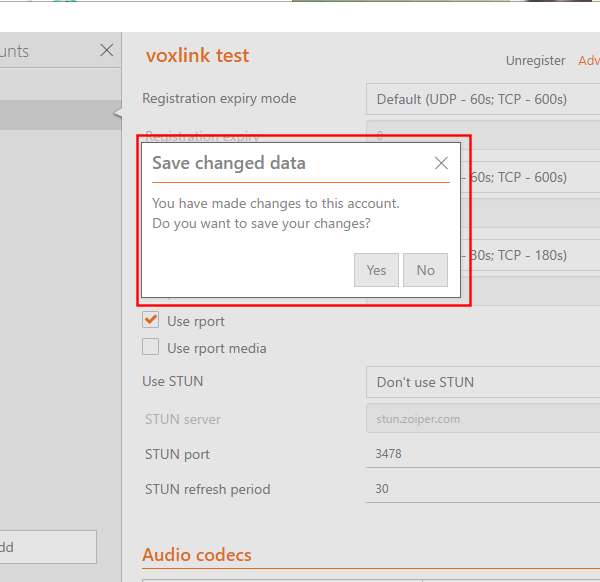 unts
voxlink test
Unregister
Adv
Registration expiry mode
Default (UDP - 60s; TCP - 600s)
Registration expiry
0
Save changed data
60s; TCP - 600s)
You have made changes to this account.
Do you want to save your changes?
30s; TCP - 180s)
Yes
No
Use rport
Use rport media
Use STUN
Don't use STUN
STUN server
stun.zoiper.com
STUN port
3478
STUN refresh period
30
dd
Audio codecs